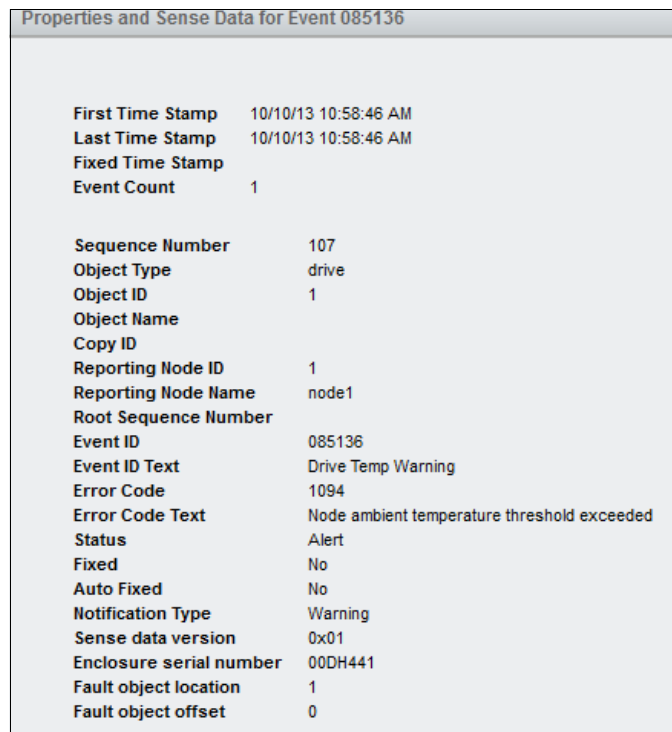 Properties and Sense Data for Event 085136
First Time Stamp 10/10/13 10:58:46 AM
Last Time Stamp 10/10/13 10:58:46 AM
Fixed Time Stamp
Event Count 1
Sequence Number 107
Object Type drive
Object ID 1
Object Name
Copy ID
Reporting Node ID 1
Reporting Node Name node1
Root Sequence Number
Event ID 085136
Event ID Text Drive Temp Warning
Error Code 1094
Error Code Text Node ambient temperature threshold exceeded
Status Alert
Fixed No
Auto Fixed No
Notification Type Warning
Sense data version 0x01
Enclosure serial number 00DH441
Fault object location 1
Fault object offset 0